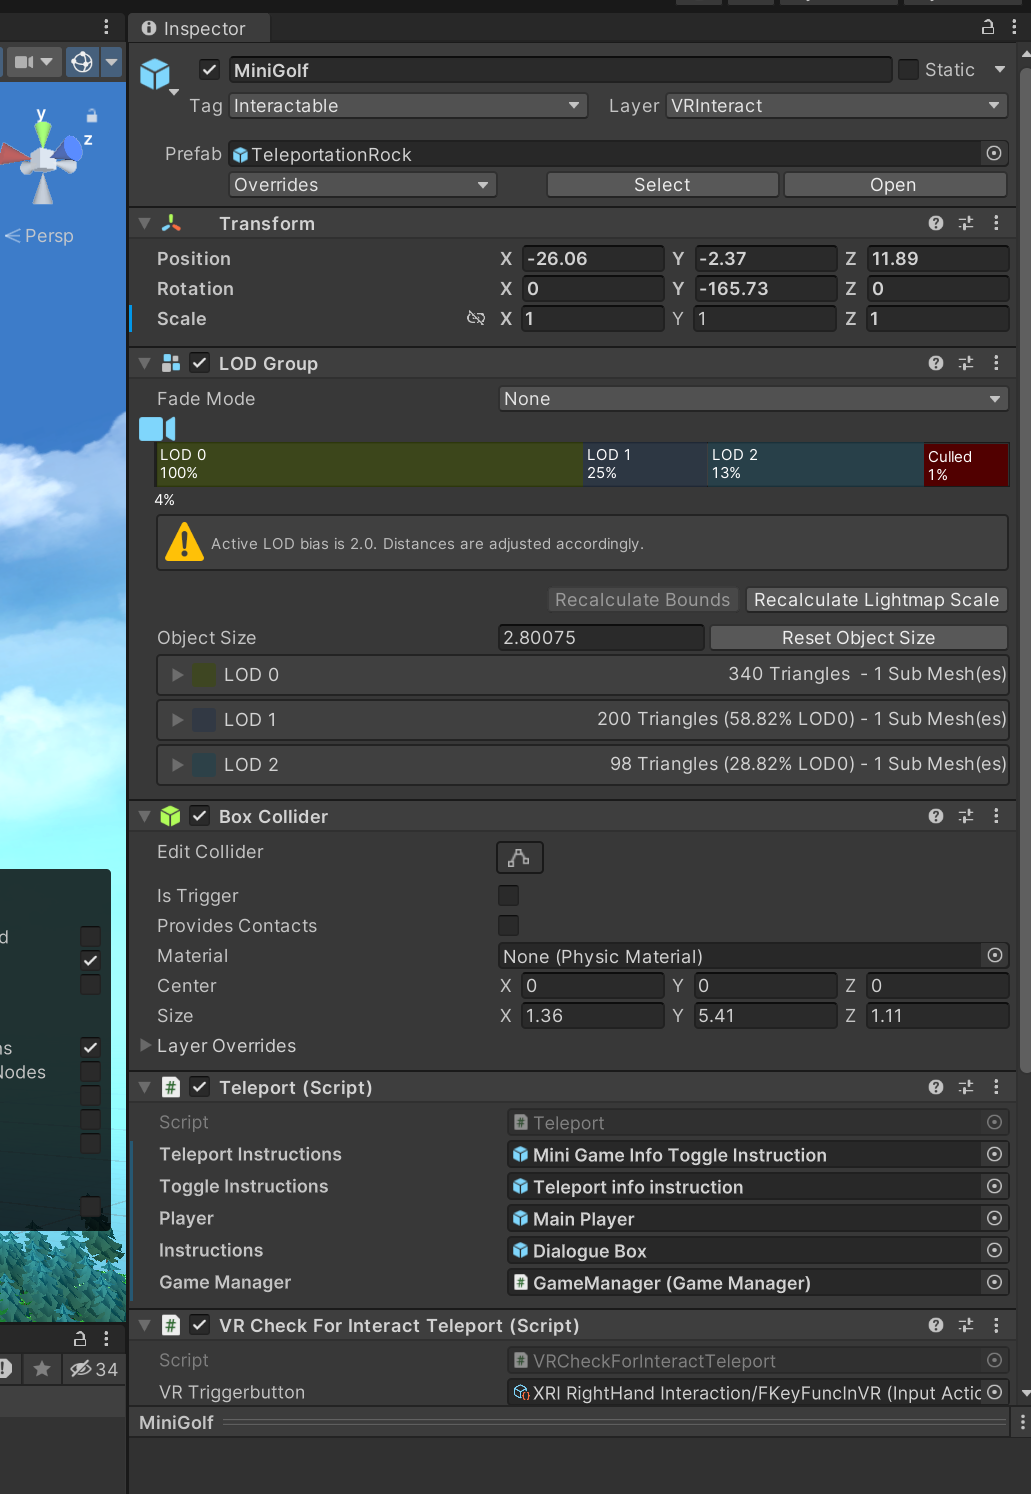 Inspector
MiniGolf
Static
Tag Interactable Layer VRInteract
Prefab TeleportationRock
Overrides Select Open
y
z
Persp
Transform
Position X -26.06 Y -2.37 Z 11.89
Rotation X 0 Y -165.73 Z 0
Scale X 1 Y 1 Z 1
LOD Group
Fade Mode None
LOD 0 LOD 1 LOD 2 Culled
100% 25% 13% 1%
4%
Active LOD bias is 2.0. Distances are adjusted accordingly.
Recalculate Bounds Recalculate Lightmap Scale
Object Size 2.80075 Reset Object Size
LOD 0 340 Triangles - 1 Sub Mesh(es)
LOD 1 200 Triangles (58.82% LOD0) - 1 Sub Mesh(es)
LOD 2 98 Triangles (28.82% LOD0) - 1 Sub Mesh(es)
Box Collider
Edit Collider
Is Trigger
Provides Contacts
Material None (Physic Material)
Center X 0 Y 0 Z 0
Size X 1.36 Y 5.41 Z 1.11
Layer Overrides
Teleport (Script)
Script Teleport
Teleport Instructions Mini Game Info Toggle Instruction
Toggle Instructions Teleport info instruction
Player Main Player
Instructions Dialogue Box
Game Manager GameManager (Game Manager)
VR Check For Interact Teleport (Script)
Script VRCheckForInteractTeleport
VR Triggerbutton XRI RightHand Interaction/FKeyFuncInVR (Input Actic
34
MiniGolf